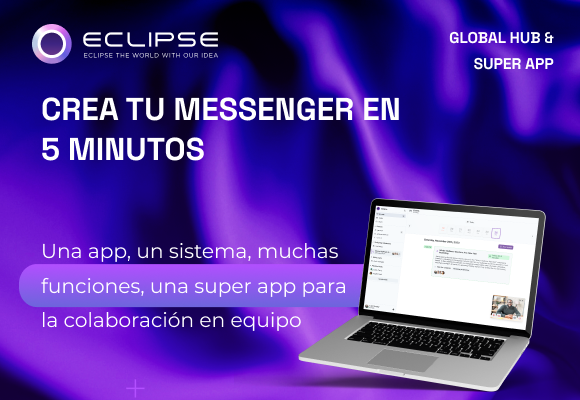 ECLIPSE
ECLIPSE THE WORLD WITH OUR IDEA
GLOBAL HUB &
SUPER APP
CREA TU MESSENGER EN
5 MINUTOS
Una app, un sistema, muchas
funciones, una super app para
la colaboración en equipo